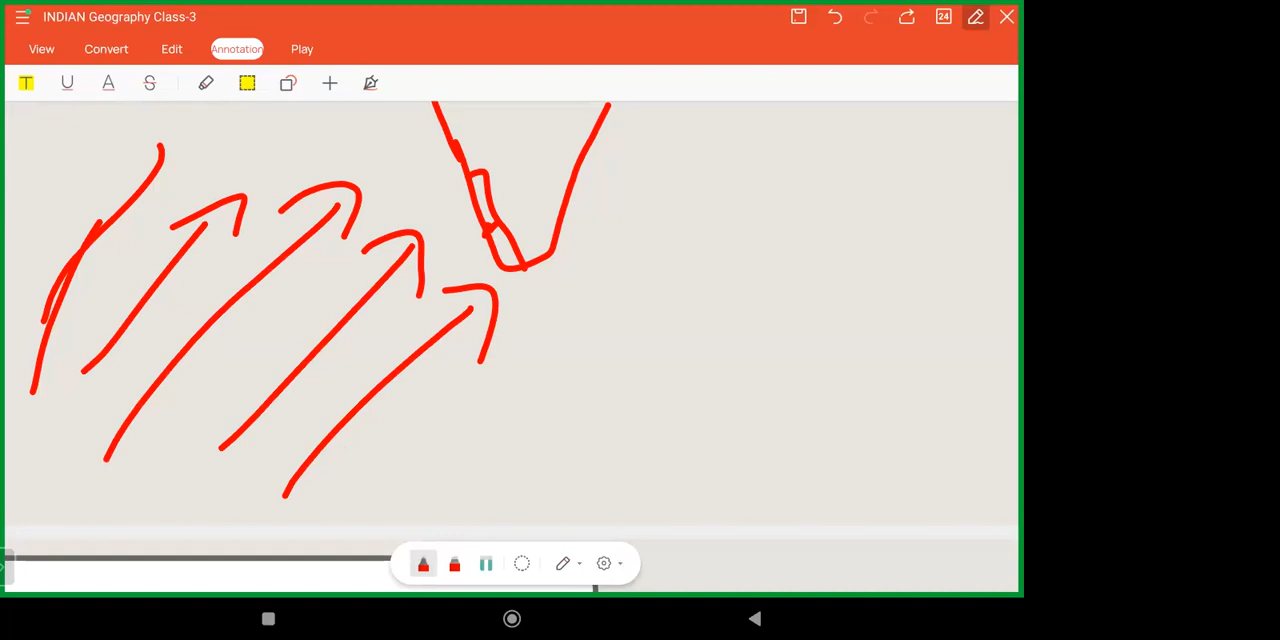 INDIAN Geography Class-3
24
View Convert Edit Annotation Play
T U A S